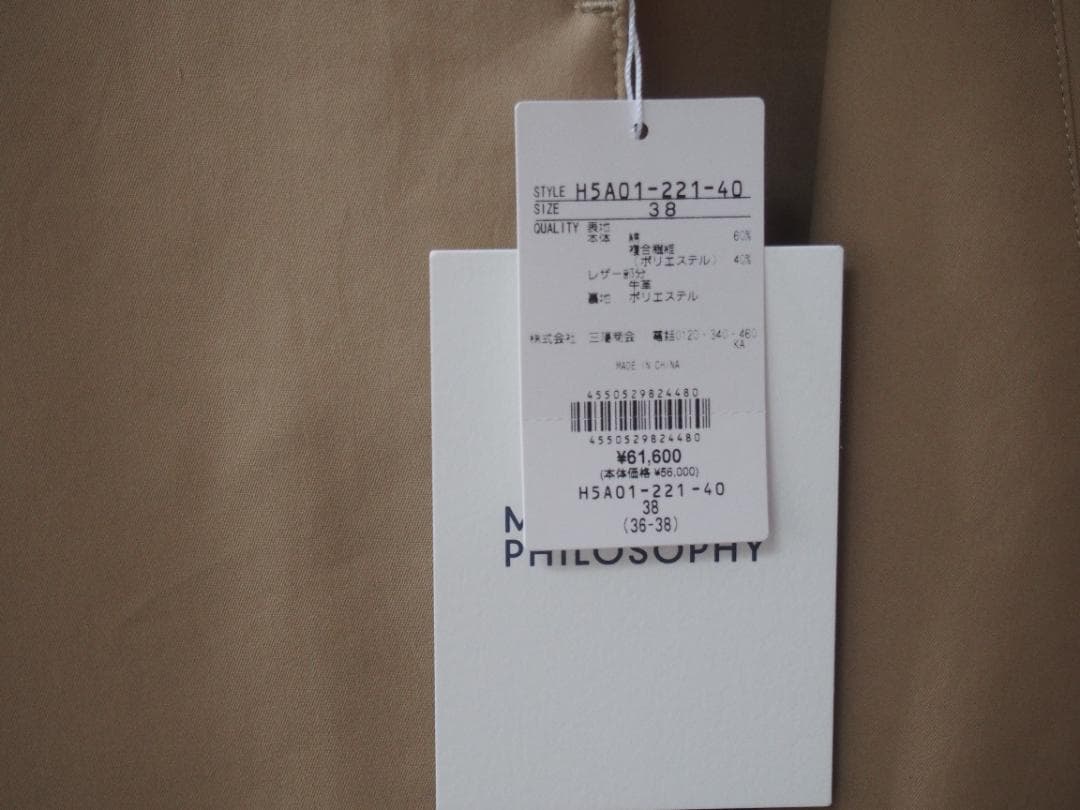 STYLE H5A01-221-40
SIZE 38
QUALITY 表地
本体 綿 60%
複合繊維
(ポリエステル) 40%
レザー部分
牛革
裏地 ポリエステル
株式会社 三陽商会 電話0120-340-460
KA
MADE IN CHINA
4550529824480
4550529824480
¥61,600
(本体価格 ¥56,000)
H5A01-221-40
38
(36-38)
M
PHILOSOPHY